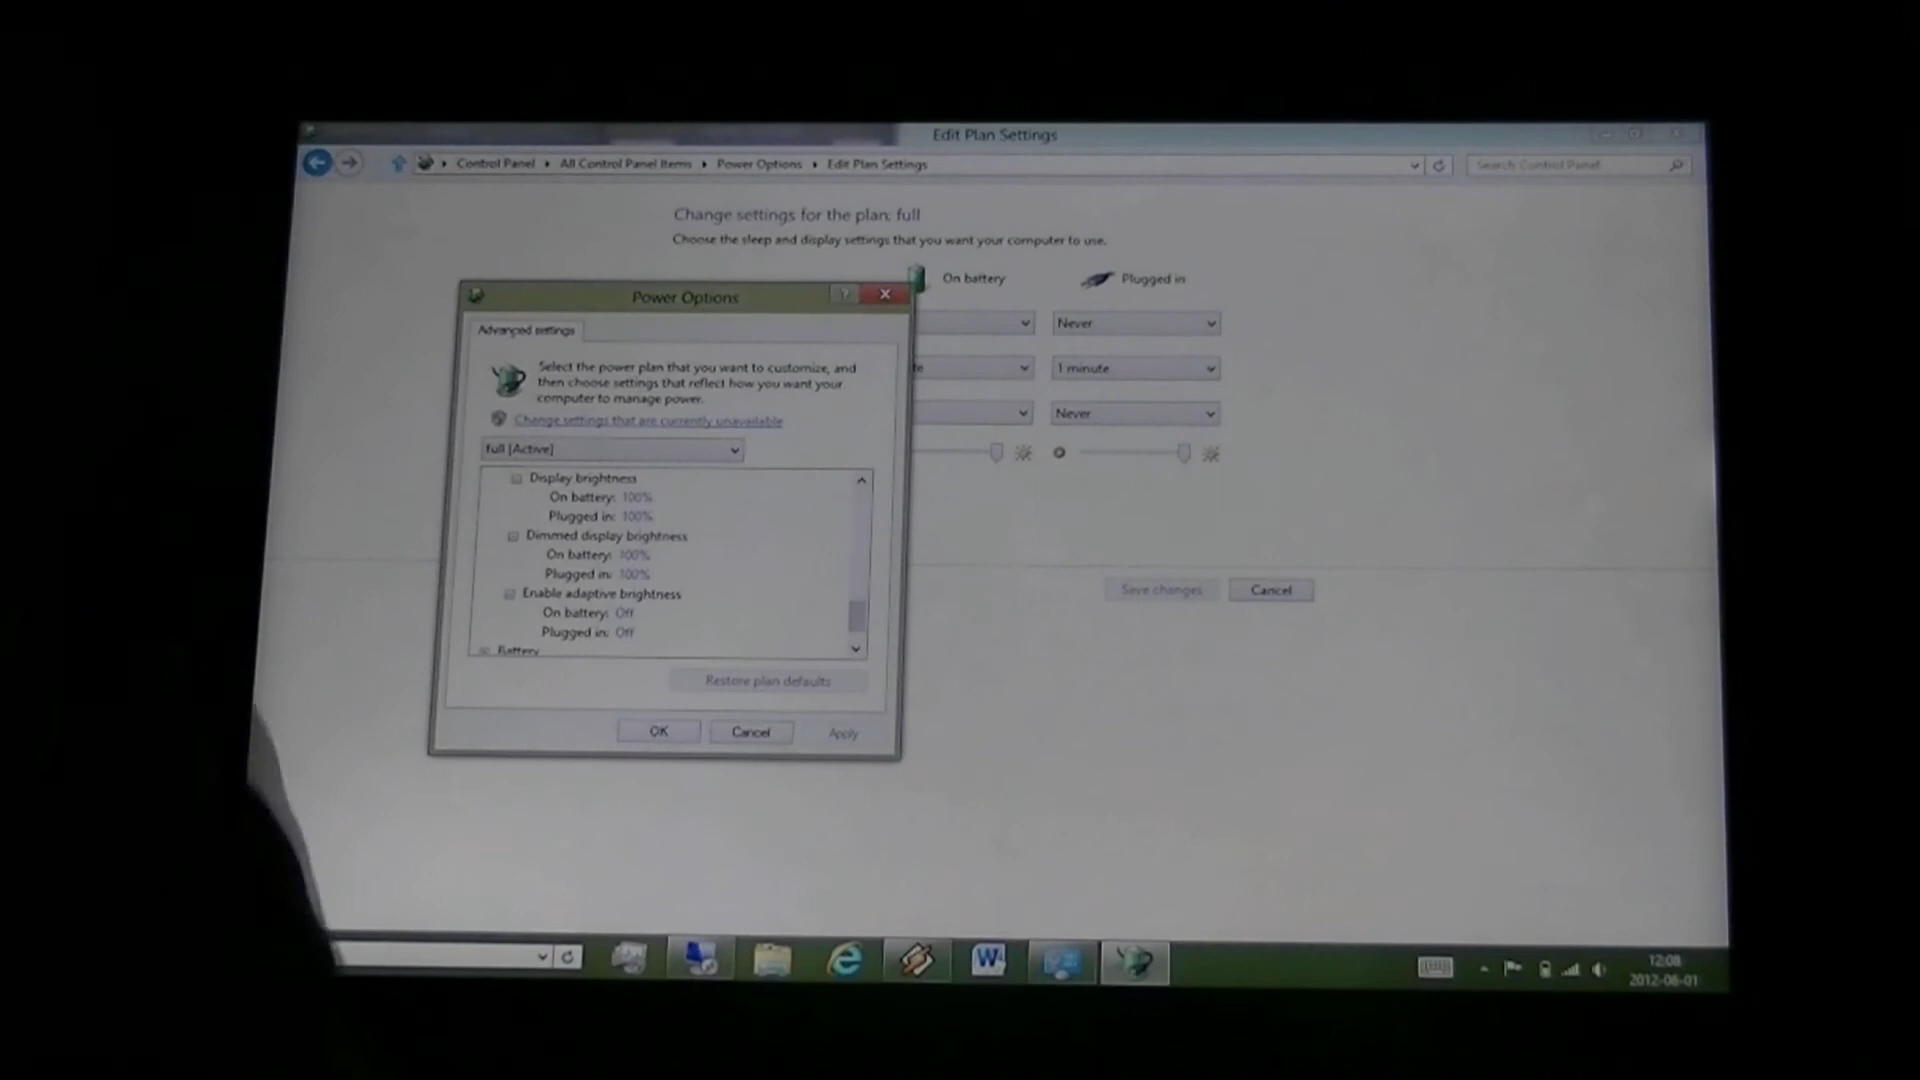 Edit Plan Settings
Control Panel All Control Panel Items Power Options Edit Plan Settings
Search Control Panel
Change settings for the plan: full
Choose the sleep and display settings that you want your computer to use.
On battery Plugged in
Never
1 minute
Never
Save changes Cancel
Power Options
? X
Advanced settings
Select the power plan that you want to customize, and
then choose settings that reflect how you want your
computer to manage power.
Change settings that are currently unavailable
full [Active]
Display brightness
On battery: 100%
Plugged in: 100%
Dimmed display brightness
On battery: 100%
Plugged in: 100%
Enable adaptive brightness
On battery: Off
Plugged in: Off
Battery
Restore plan defaults
OK Cancel Apply
W
12:08
2012-06-01